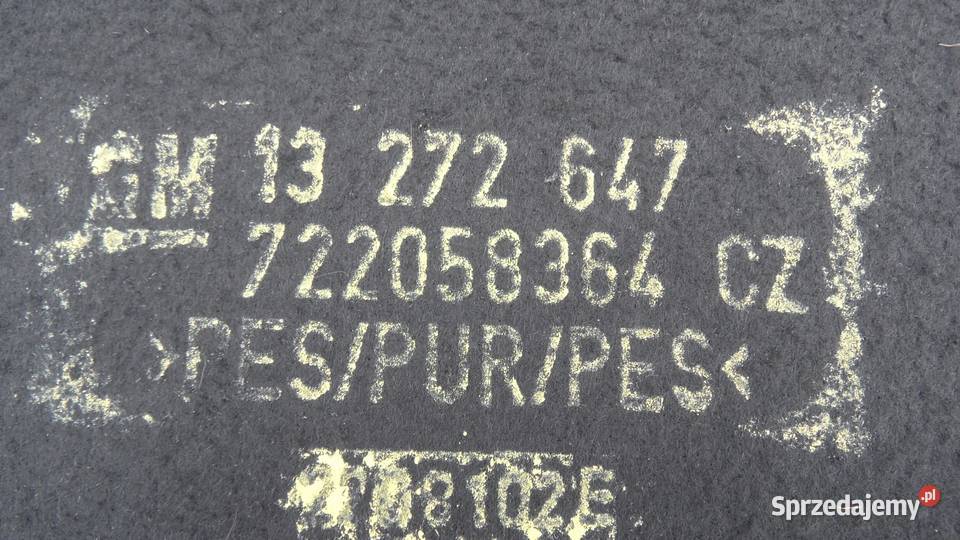 GM 13 272 647
722058364 CZ
>PES/PUR/PES<
Sprzedajemy.pl